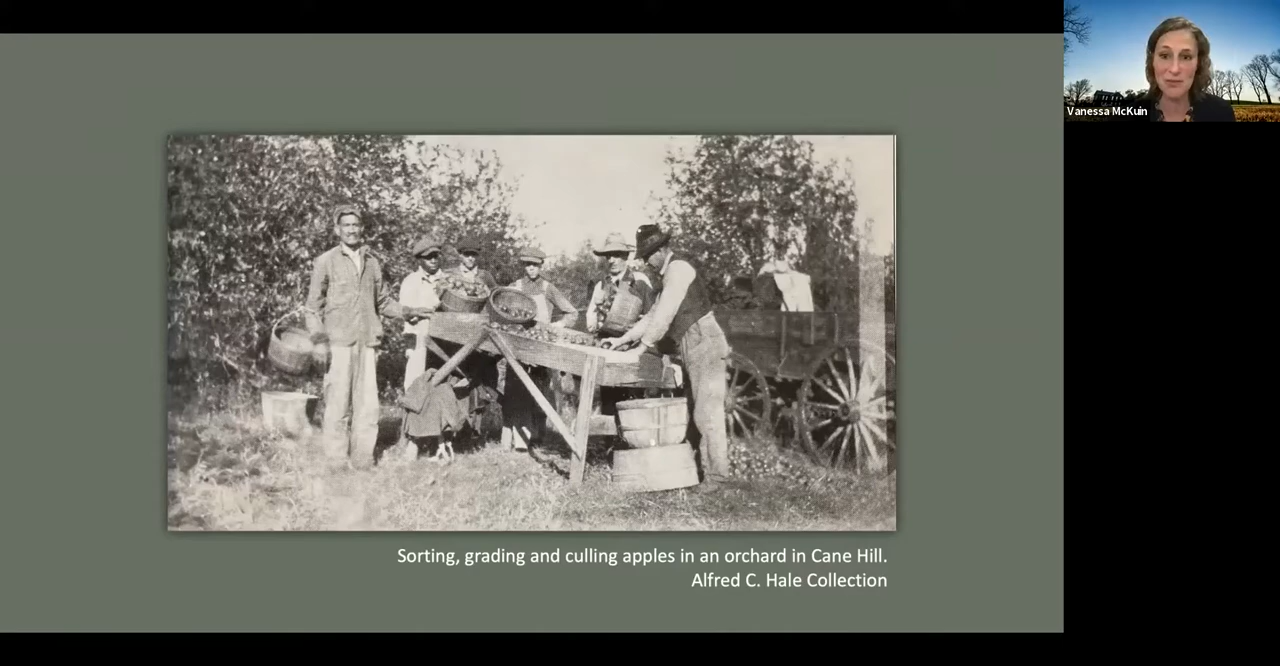 Vanessa McKuin
Sorting, grading and culling apples in an orchard in Cane Hill.
Alfred C. Hale Collection